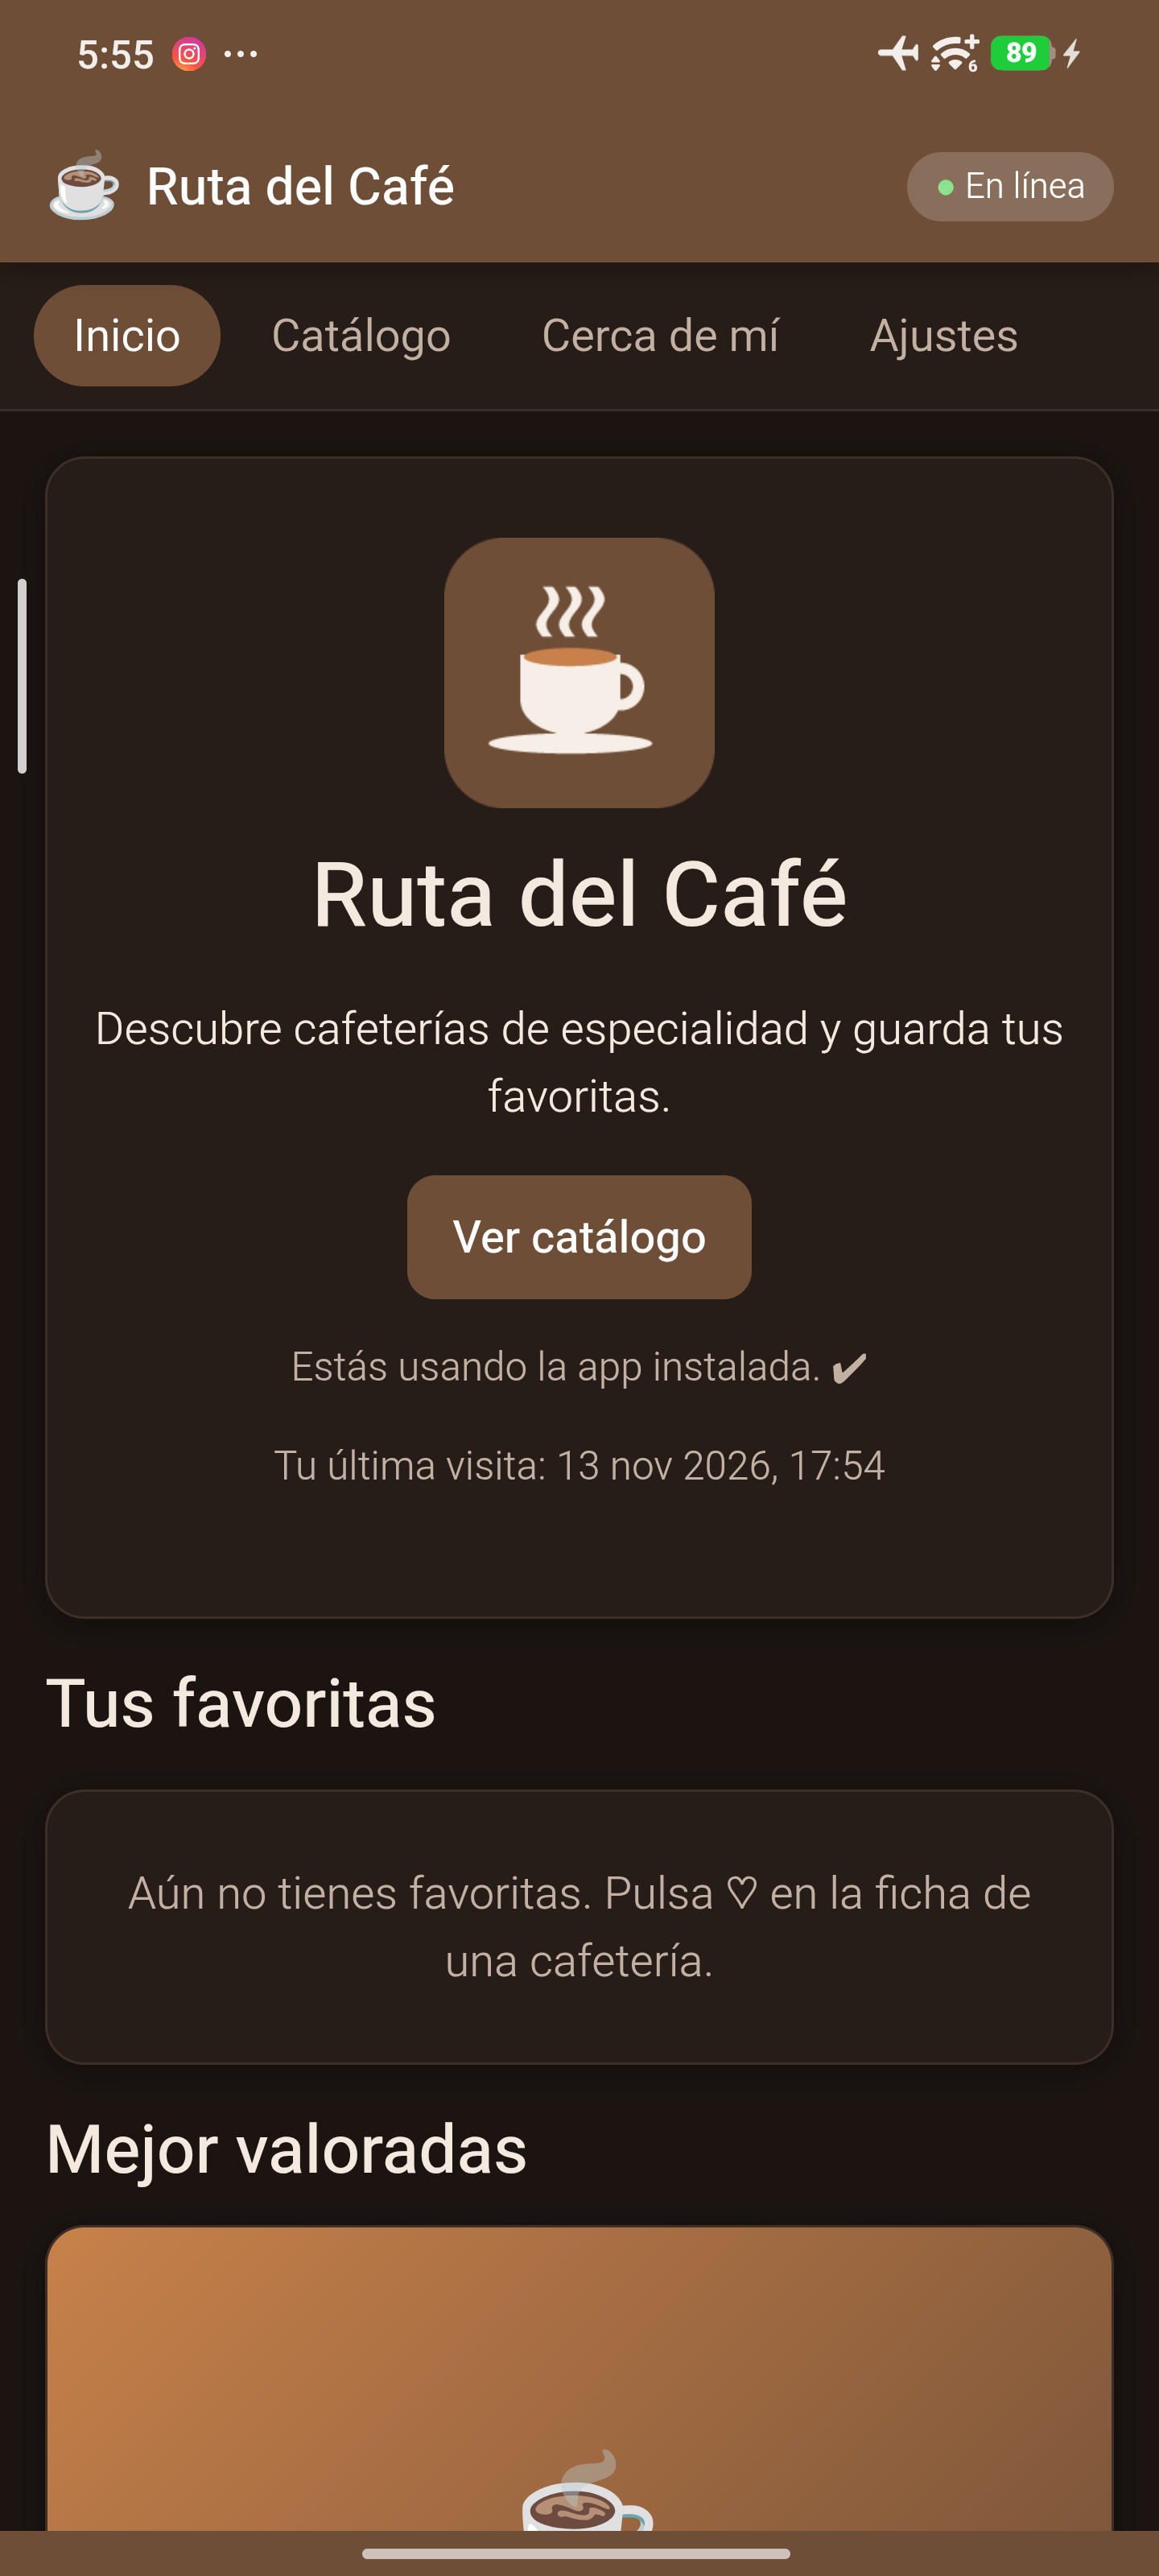 5:55
89
6
☕ Ruta del Café
En línea
Inicio Catálogo Cerca de mí Ajustes
Ruta del Café
Descubre cafeterías de especialidad y guarda tus
favoritas.
Ver catálogo
Estás usando la app instalada. ✔
Tu última visita: 13 nov 2026, 17:54
Tus favoritas
Aún no tienes favoritas. Pulsa ♡ en la ficha de
una cafetería.
Mejor valoradas